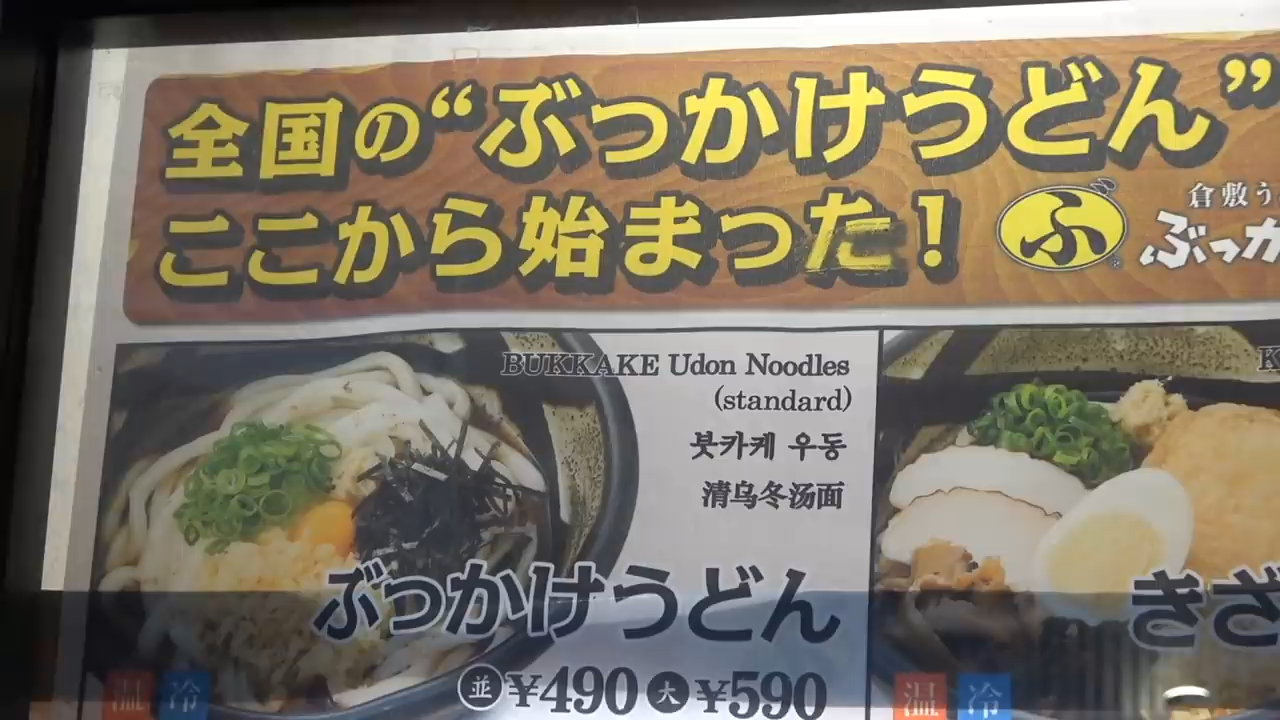 全国の“ぶっかけうどん”
ここから始まった!
ふ
倉敷う
ぶっか
BUKKAKE Udon Noodles
(standard)
붓카케 우동
清乌冬汤面
ぶっかけうどん
並 ¥490 大 ¥590
温 冷
K
きざ
温 冷